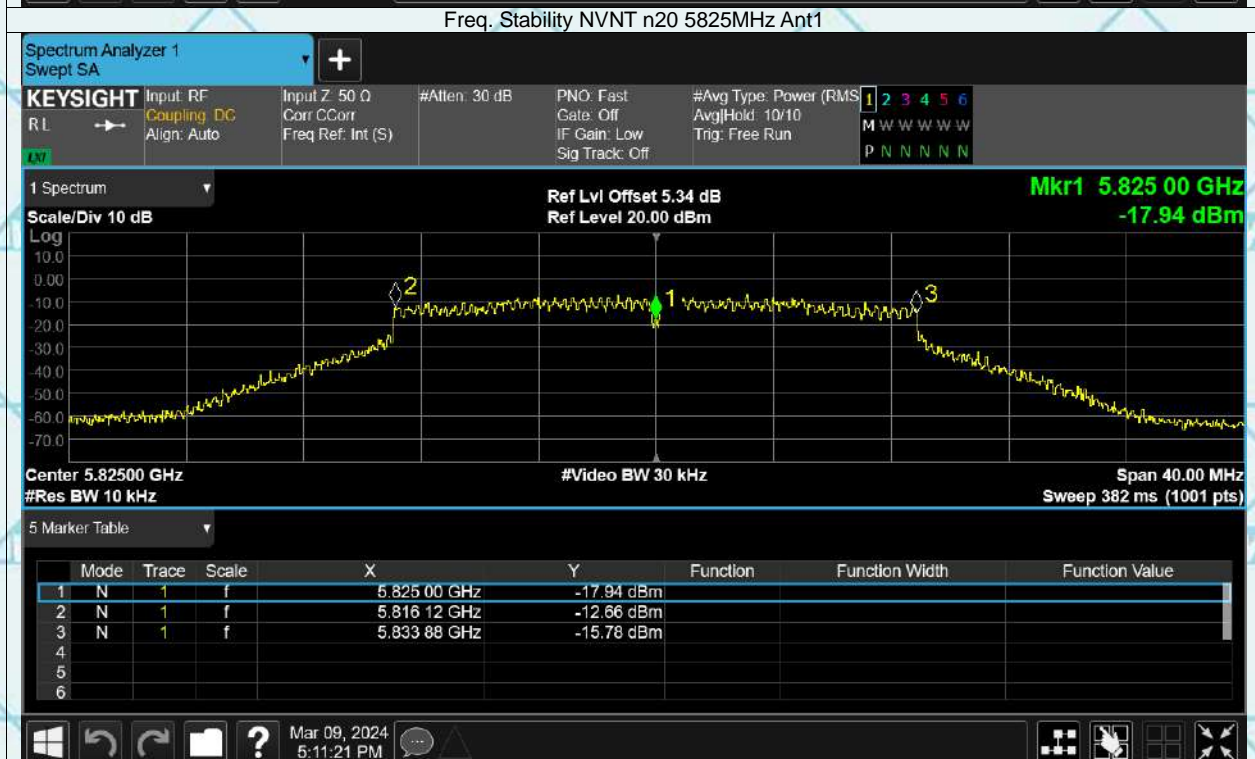 Freq. Stability NVNT n20 5825MHz Ant1
Spectrum Analyzer 1
Swept SA
+
KEYSIGHT Input: RF Input Z: 50 Ω #Atten: 30 dB PNO: Fast #Avg Type: Power (RMS 1 2 3 4 5 6
RL Coupling: DC Corr CCorr Gate: Off Avg|Hold: 10/10 M W W W W W
Align: Auto Freq Ref: Int (S) IF Gain: Low Trig: Free Run
LXI Sig Track: Off P N N N N N
1 Spectrum Ref Lvl Offset 5.34 dB Mkr1 5.825 00 GHz
Scale/Div 10 dB Ref Level 20.00 dBm -17.94 dBm
Log
10.0
0.00
-10.0
-20.0
-30.0
-40.0
-50.0
-60.0
-70.0
2
1
3
Center 5.82500 GHz #Video BW 30 kHz Span 40.00 MHz
#Res BW 10 kHz Sweep 382 ms (1001 pts)
5 Marker Table
Mode Trace Scale X Y Function Function Width Function Value
1 N 1 f 5.825 00 GHz -17.94 dBm
2 N 1 f 5.816 12 GHz -12.66 dBm
3 N 1 f 5.833 88 GHz -15.78 dBm
4
5
6
? Mar 09, 2024
5:11:21 PM